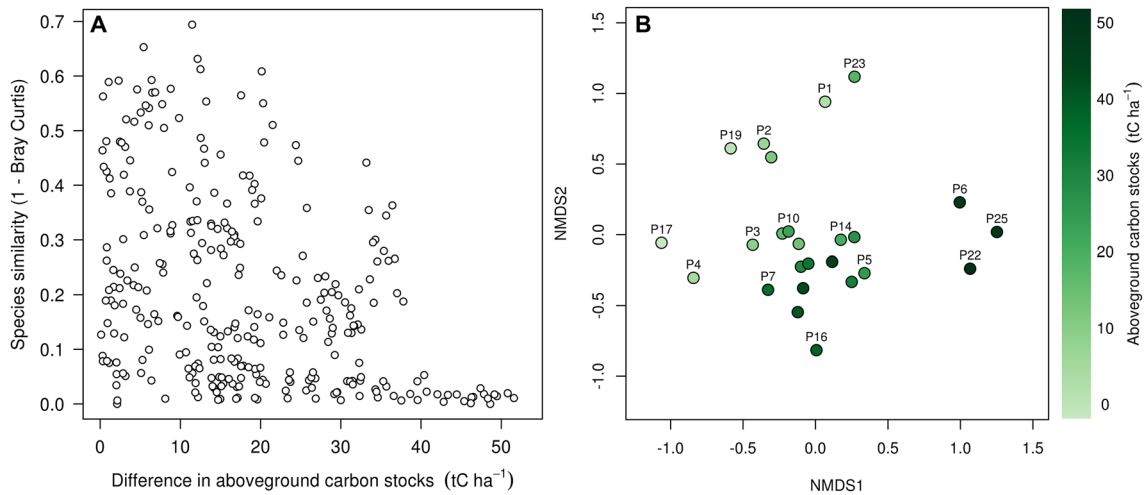 A
0.7
0.6
0.5
0.4
0.3
0.2
0.1
0.0
Species similarity (1 - Bray Curtis)
0 10 20 30 40 50
Difference in aboveground carbon stocks (tC ha⁻¹)
B
1.5
1.0
0.5
0.0
-0.5
-1.0
NMDS2
P23
P1
P19
P2
P6
P17
P3
P10
P14
P25
P4
P7
P5
P22
P16
-1.0 -0.5 0.0 0.5 1.0 1.5
NMDS1
50
40
30
20
10
0
Aboveground carbon stocks (tC ha⁻¹)